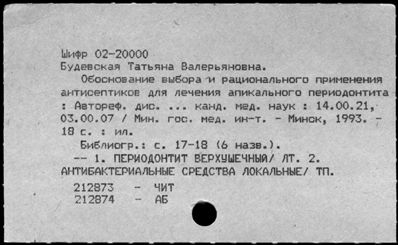 Шифр 02-20000
Будевская Татьяна Валерьяновна.
Обоснование выбора и рационального применения
антисептиков для лечения апикального периодонтита
: Автореф. дис. ... канд. мед. наук : 14.00.21,
03.00.07 / Мин. гос. мед. ин-т. - Минск, 1993. -
18 с. : ил.
Библиогр.: с. 17-18 (6 назв.).
-- 1. ПЕРИОДОНТИТ ВЕРХУШЕЧНЫЙ/ ЛТ. 2.
АНТИБАКТЕРИАЛЬНЫЕ СРЕДСТВА ЛОКАЛЬНЫЕ/ ТП.
212873 - ЧИТ
212874 - АБ